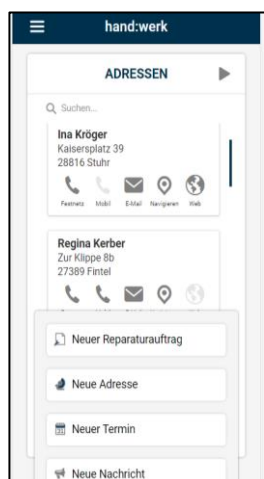 hand:werk
ADRESSEN
Suchen...
Ina Kröger
Kaisersplatz 39
28816 Stuhr
Festnetz Mobil E-Mail Navigieren Web
Regina Kerber
Zur Klippe 8b
27389 Fintel
Neuer Reparaturauftrag
Neue Adresse
Neuer Termin
Neue Nachricht